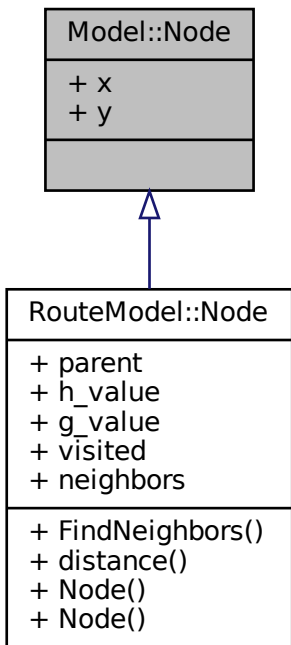 Model::Node
+ x
+ y
RouteModel::Node
+ parent
+ h_value
+ g_value
+ visited
+ neighbors
+ FindNeighbors()
+ distance()
+ Node()
+ Node()